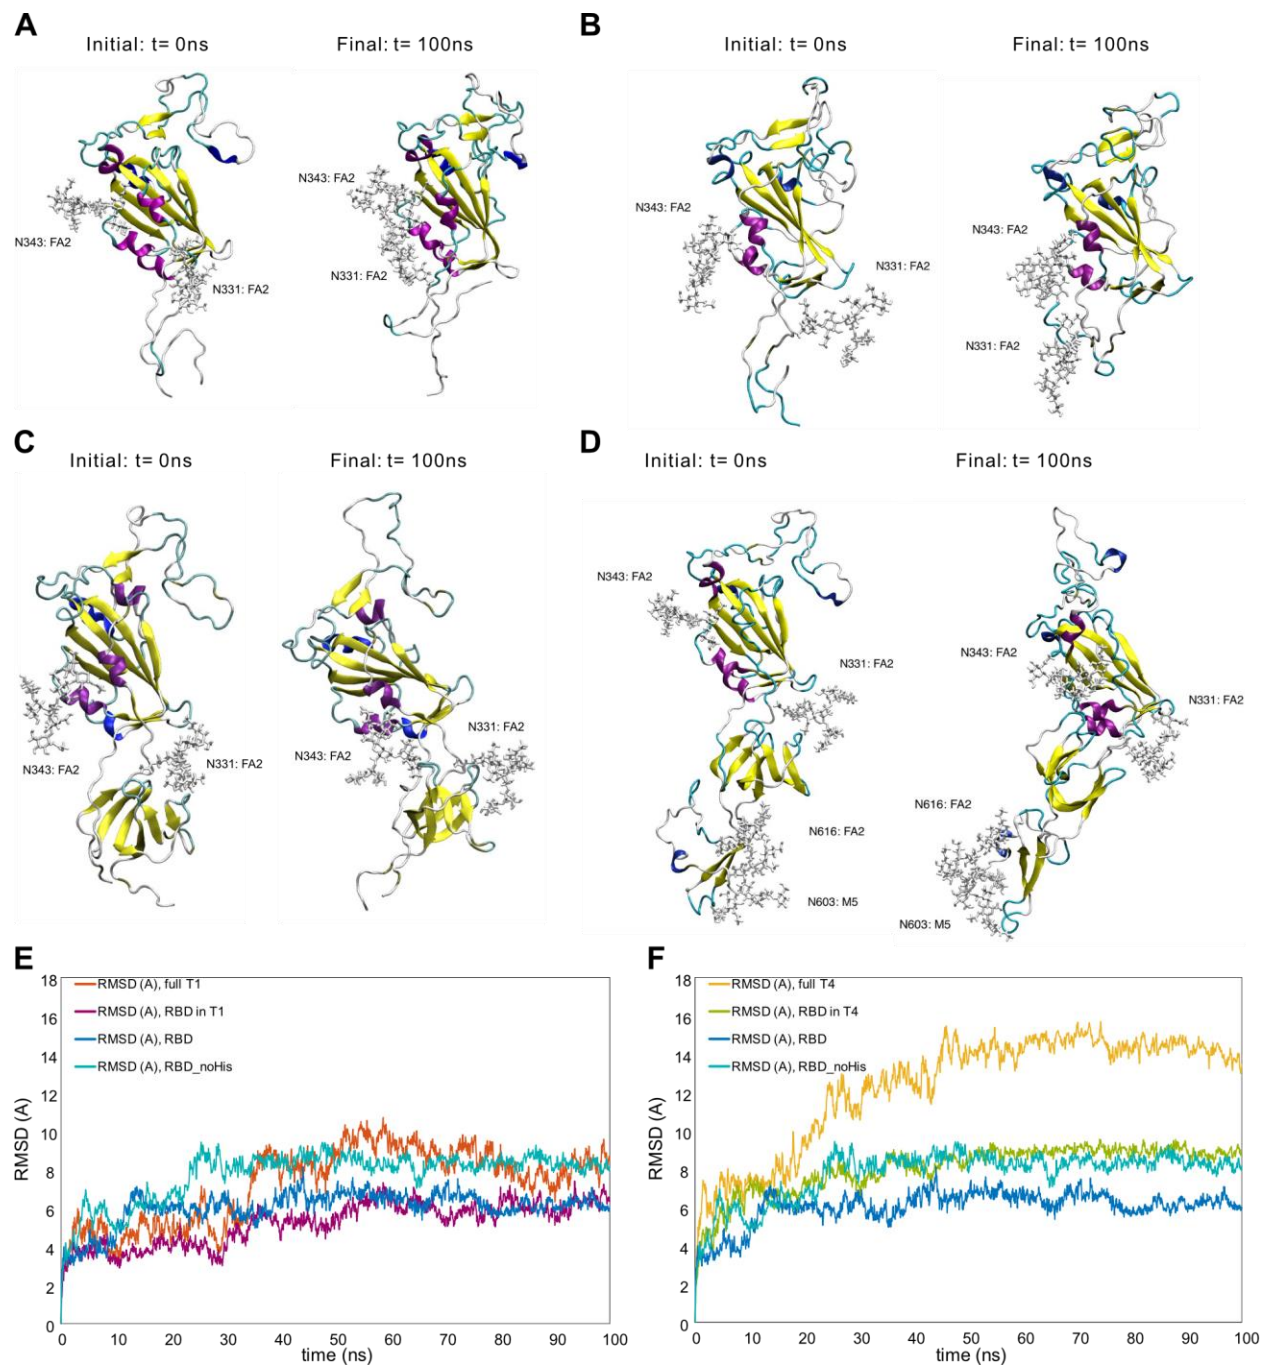 A
Initial: t= 0ns
Final: t= 100ns
N343: FA2
N331: FA2
N343: FA2
N331: FA2
B
Initial: t= 0ns
Final: t= 100ns
N343: FA2
N331: FA2
N343: FA2
N331: FA2
C
Initial: t= 0ns
Final: t= 100ns
N343: FA2
N331: FA2
N343: FA2
N331: FA2
D
Initial: t= 0ns
Final: t= 100ns
N343: FA2
N331: FA2
N616: FA2
N603: M5
N343: FA2
N331: FA2
N616: FA2
N603: M5
E
RMSD (A), full T1
RMSD (A), RBD in T1
RMSD (A), RBD
RMSD (A), RBD_noHis
RMSD (A)
18
16
14
12
10
8
6
4
2
0
0 10 20 30 40 50 60 70 80 90 100
time (ns)
F
RMSD (A), full T4
RMSD (A), RBD in T4
RMSD (A), RBD
RMSD (A), RBD_noHis
RMSD (A)
18
16
14
12
10
8
6
4
2
0
0 10 20 30 40 50 60 70 80 90 100
time (ns)